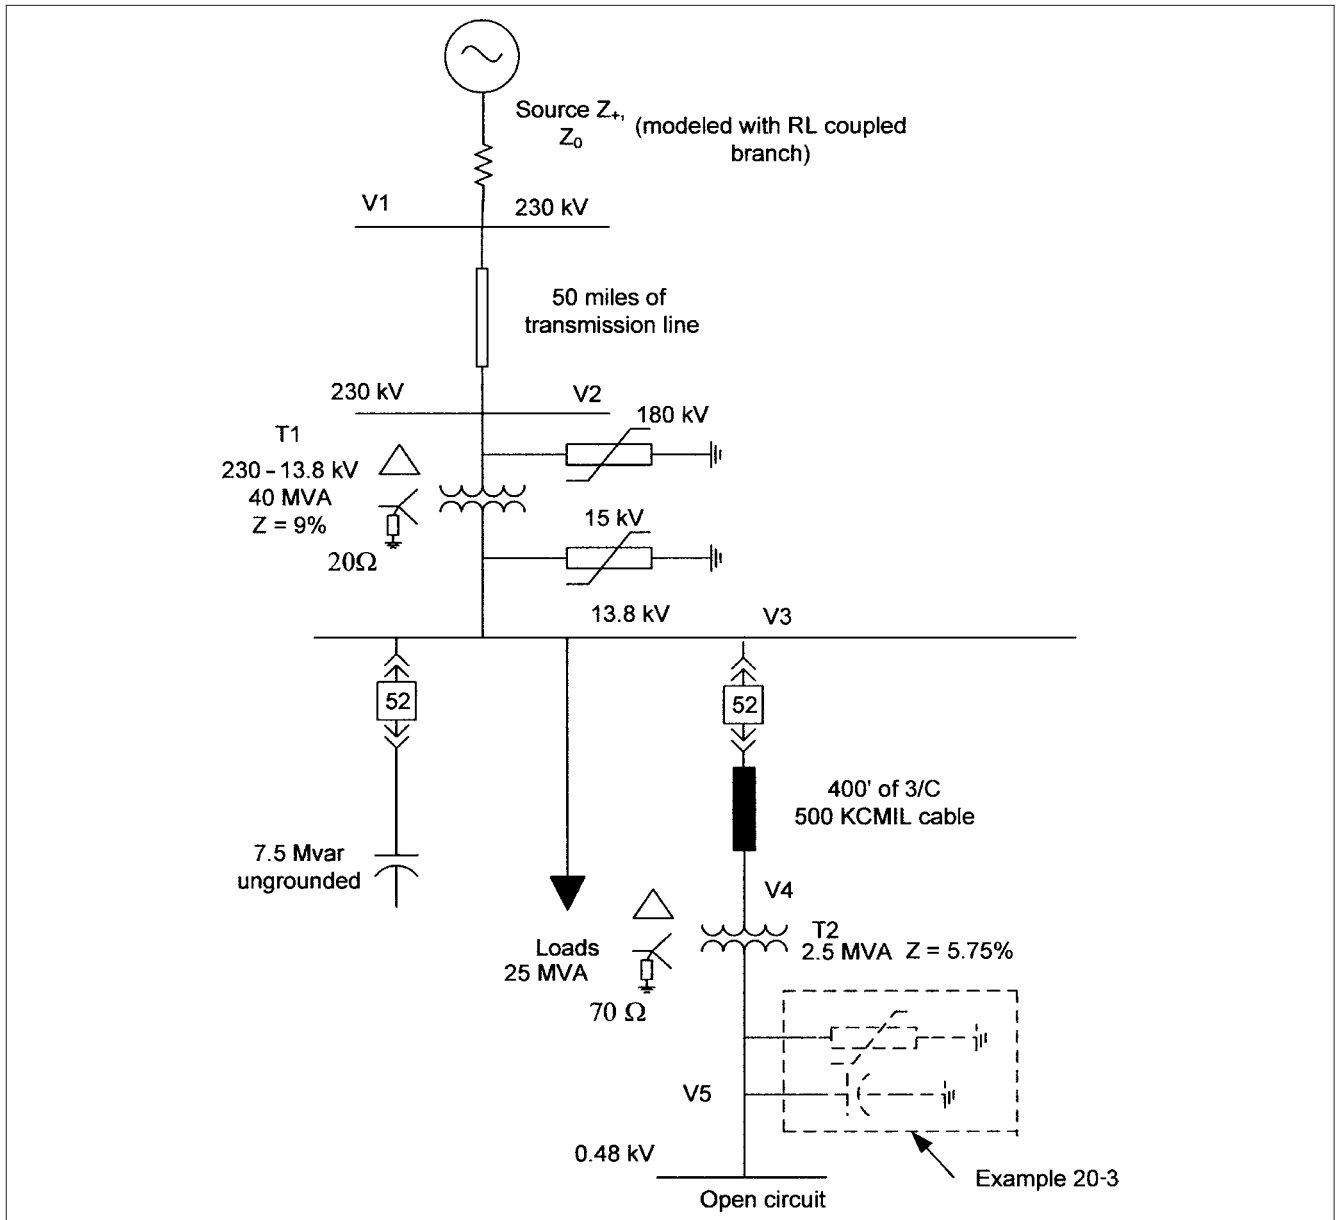 Source Z+,
Z0
(modeled with RL coupled
branch)
V1
230 kV
50 miles of
transmission line
230 kV
V2
180 kV
T1
230 – 13.8 kV
40 MVA
Z = 9%
20Ω
15 kV
13.8 kV
V3
52
52
400' of 3/C
500 KCMIL cable
7.5 Mvar
ungrounded
V4
Loads
25 MVA
T2
2.5 MVA Z = 5.75%
70 Ω
V5
0.48 kV
Example 20-3
Open circuit